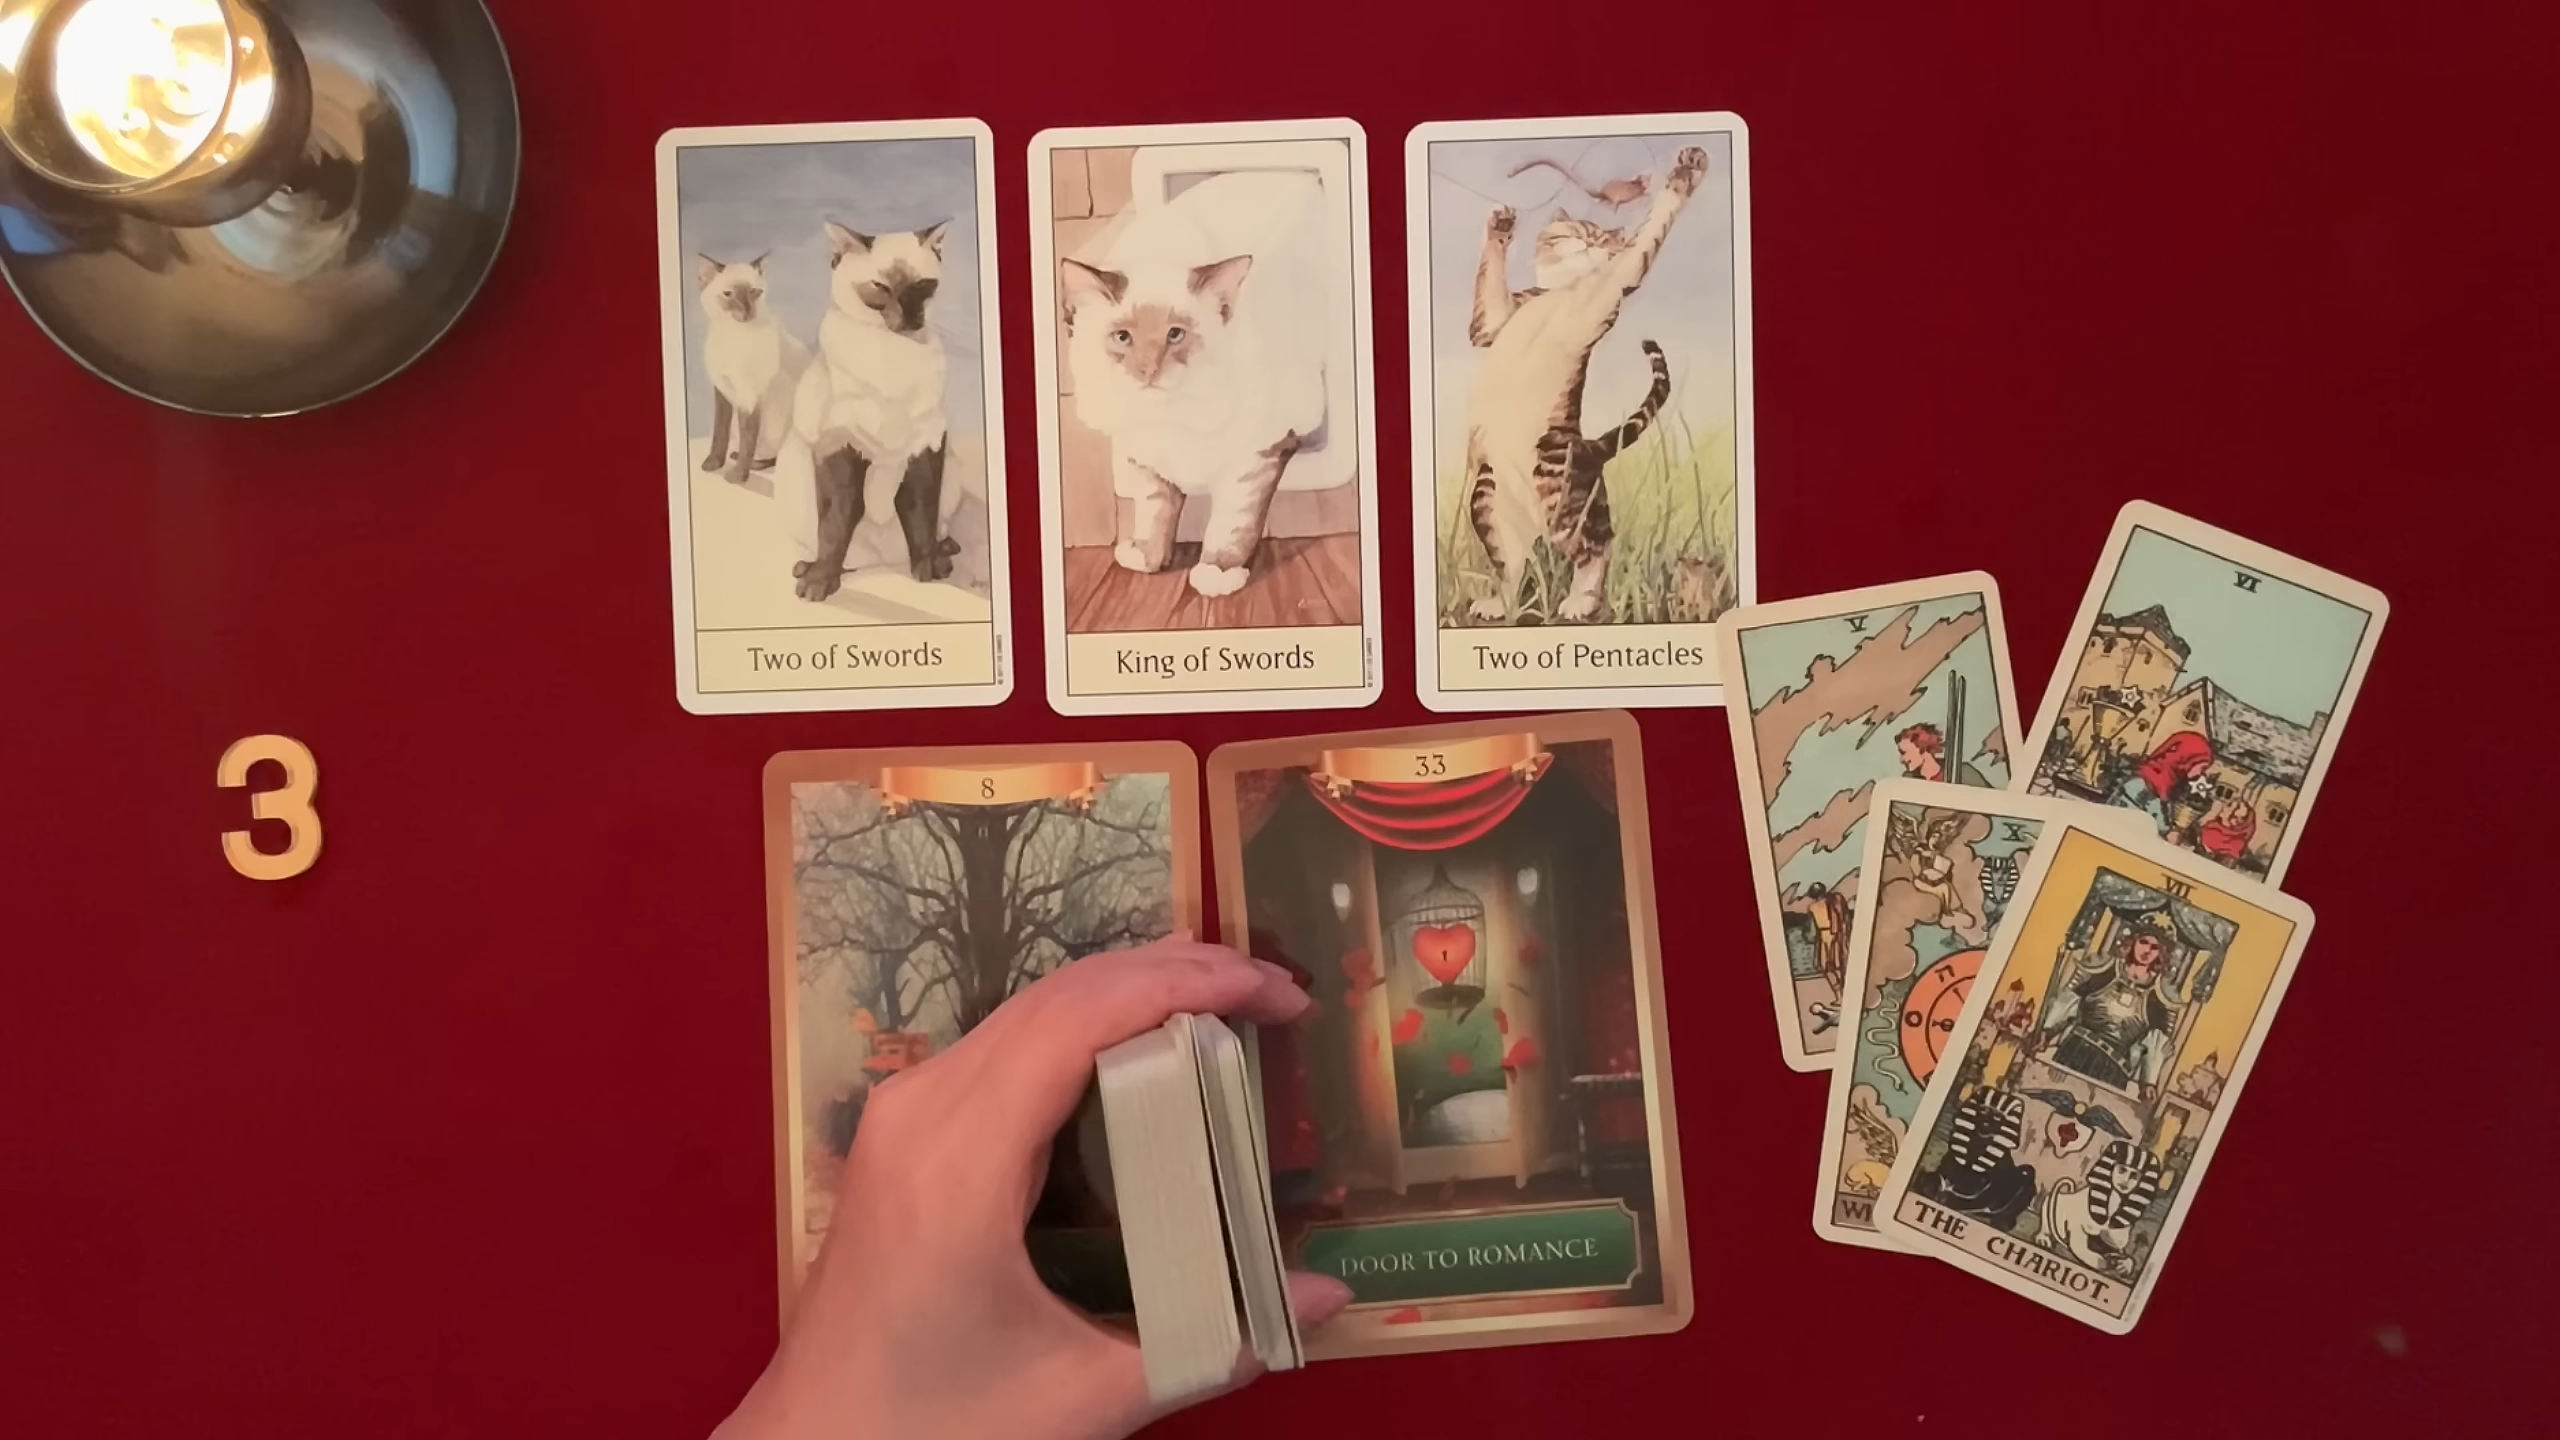 Two of Swords
King of Swords
Two of Pentacles
V
VI
8
33
X
VII
DOOR TO ROMANCE
WH
THE CHARIOT.
3